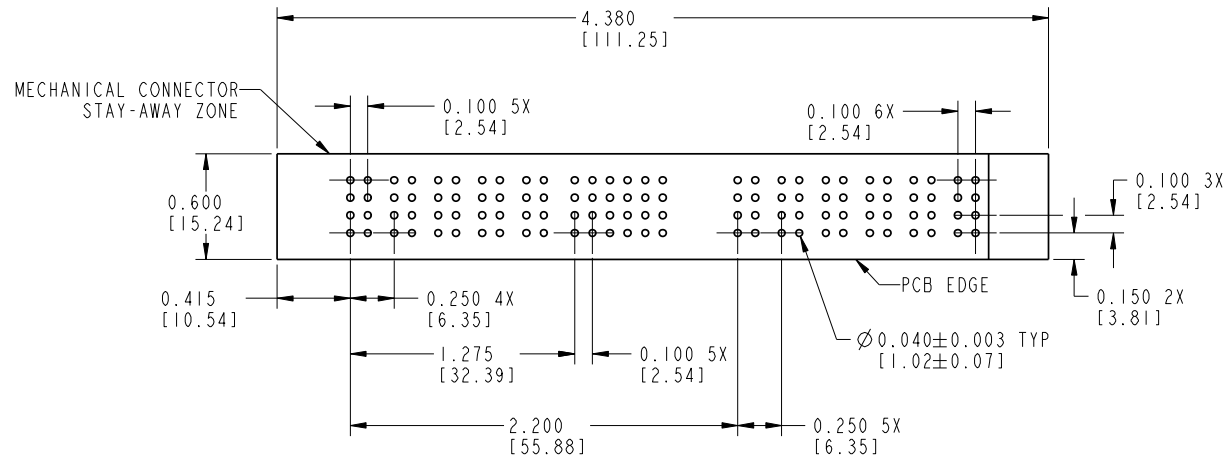 4.380
[111.25]
MECHANICAL CONNECTOR
STAY-AWAY ZONE
0.100 5X
[2.54]
0.100 6X
[2.54]
0.600
[15.24]
0.100 3X
[2.54]
0.415
[10.54]
0.250 4X
[6.35]
PCB EDGE
0.150 2X
[3.81]
1.275
[32.39]
0.100 5X
[2.54]
Ø0.040±0.003 TYP
[1.02±0.07]
2.200
[55.88]
0.250 5X
[6.35]